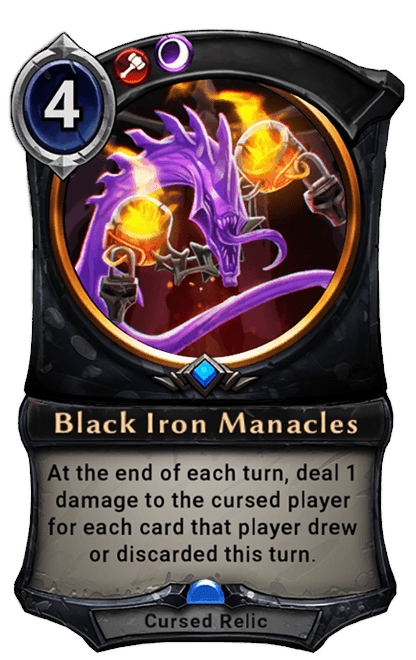 4
Black Iron Manacles
At the end of each turn, deal 1
damage to the cursed player
for each card that player drew
or discarded this turn.
Cursed Relic